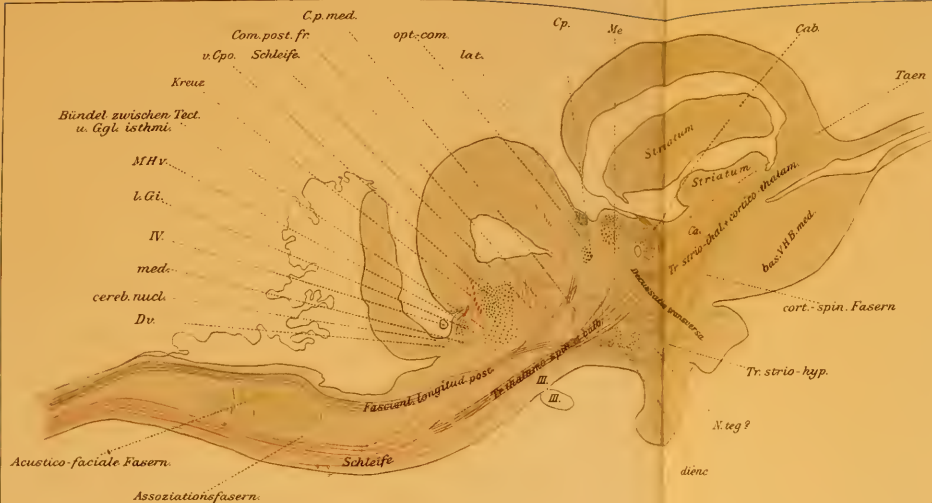 C.p.med.
Com.post.fr.
opt.-com.
Cp.
Me
Cab.
v.Cpo.
Schleife.
lat.
Kreuz
Taen
Bündel zwischen Tect.
u. Ggl. isthmi.
MHv.
l.Gi.
IV.
med.
cereb. nucl.
Dv.
Striatum
Striatum
Ca.
Tr. strio-thal. e cortico-thalam.
bas.V.H.B. med.
Decussatio transversa
cort.-spin. Fasern
Tr. strio-hyp.
Fascicul. longitud. post.
Tr. thalamo-spin. et bulb.
III.
III.
N. teg?
Schleife
dienc
Acustico-faciale Fasern.
Assoziationsfasern.